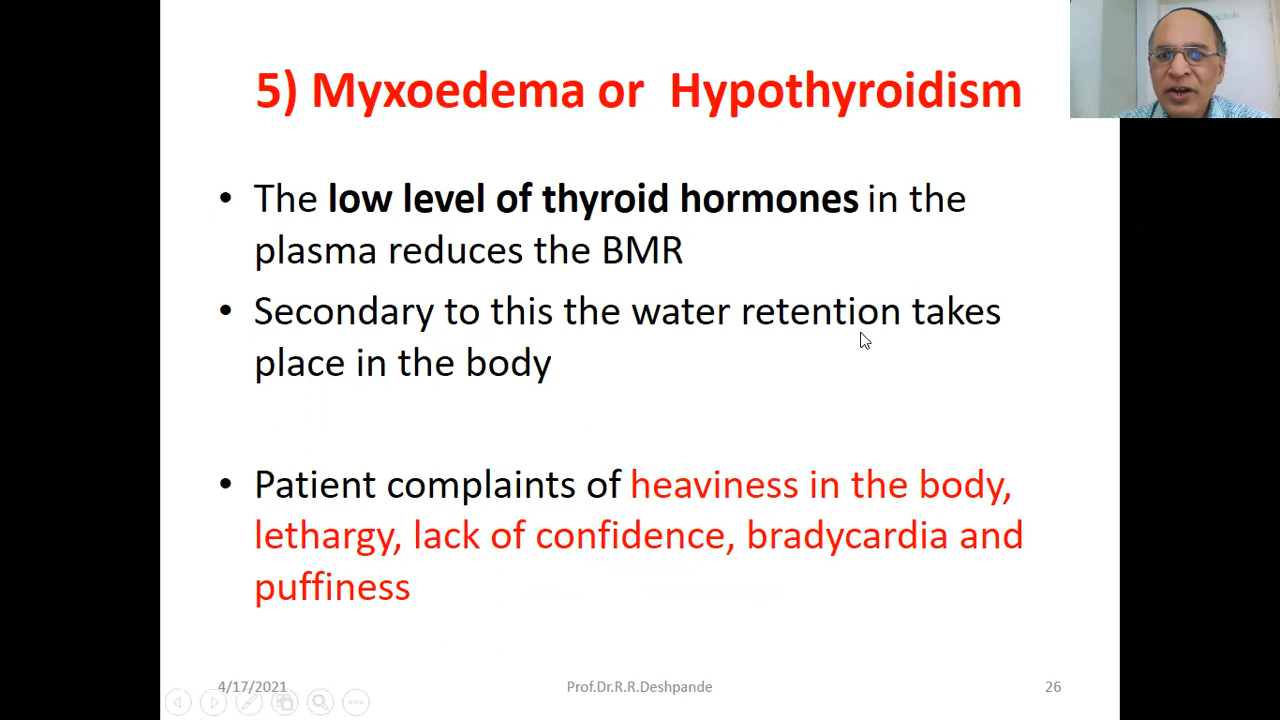 5) Myxoedema or Hypothyroidism
• The low level of thyroid hormones in the
plasma reduces the BMR
• Secondary to this the water retention takes
place in the body
• Patient complaints of heaviness in the body,
lethargy, lack of confidence, bradycardia and
puffiness
4/17/2021
Prof.Dr.R.R.Deshpande
26